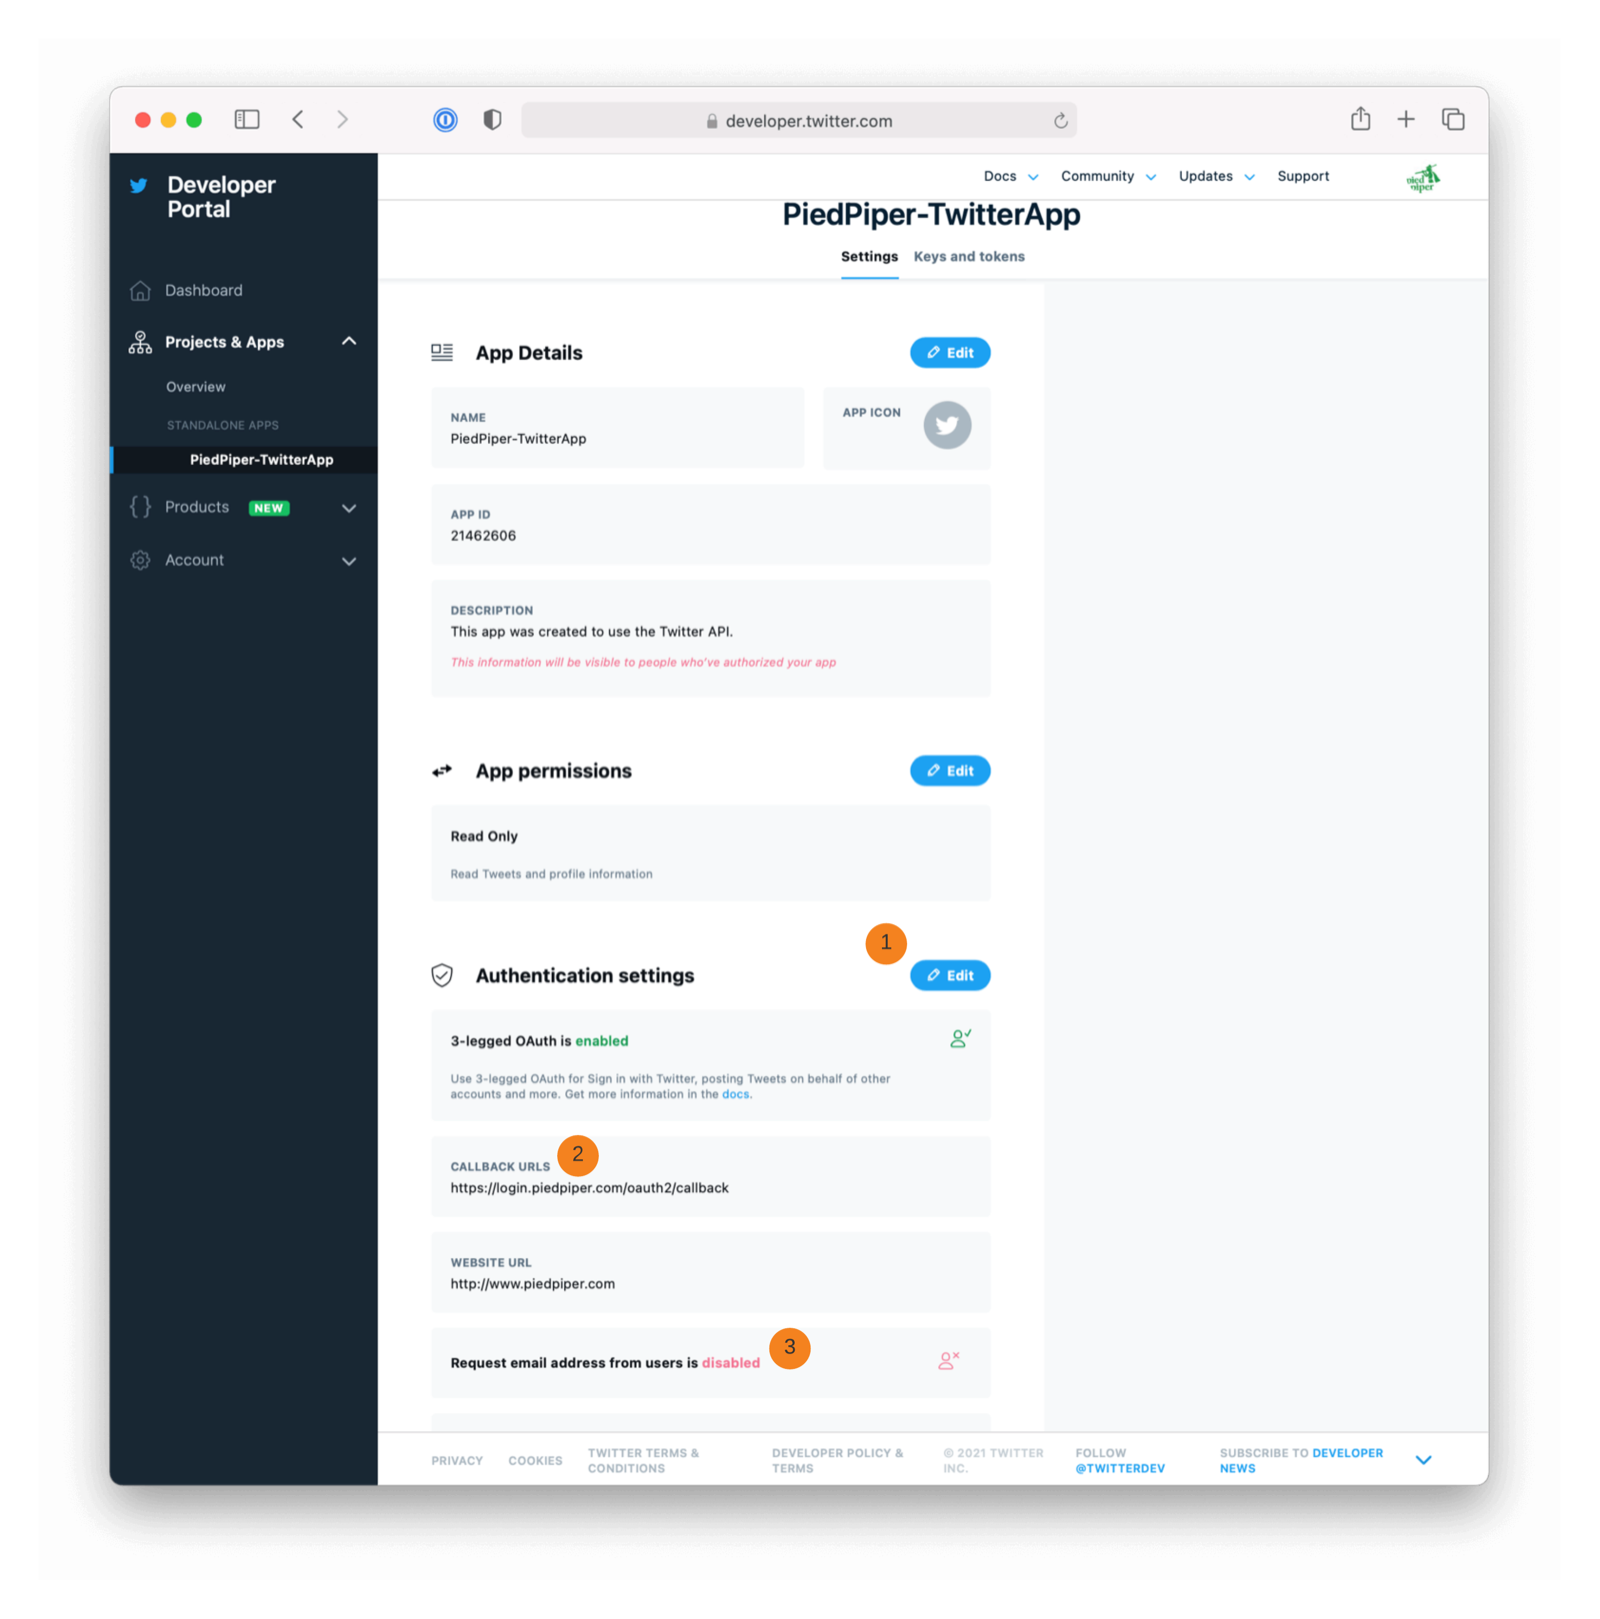 developer.twitter.com
Developer
Portal
Dashboard
Projects & Apps
Overview
STANDALONE APPS
PiedPiper-TwitterApp
Products NEW
Account
Docs Community Updates Support
pied
piper
PiedPiper-TwitterApp
Settings Keys and tokens
App Details Edit
NAME
PiedPiper-TwitterApp
APP ICON
APP ID
21462606
DESCRIPTION
This app was created to use the Twitter API.
This information will be visible to people who've authorized your app
App permissions Edit
Read Only
Read Tweets and profile information
1
Authentication settings Edit
3-legged OAuth is enabled
Use 3-legged OAuth for Sign in with Twitter, posting Tweets on behalf of other
accounts and more. Get more information in the docs.
2
CALLBACK URLS
https://login.piedpiper.com/oauth2/callback
WEBSITE URL
http://www.piedpiper.com
3
Request email address from users is disabled
PRIVACY
COOKIES
TWITTER TERMS &
CONDITIONS
DEVELOPER POLICY &
TERMS
© 2021 TWITTER
INC.
FOLLOW
@TWITTERDEV
SUBSCRIBE TO DEVELOPER
NEWS